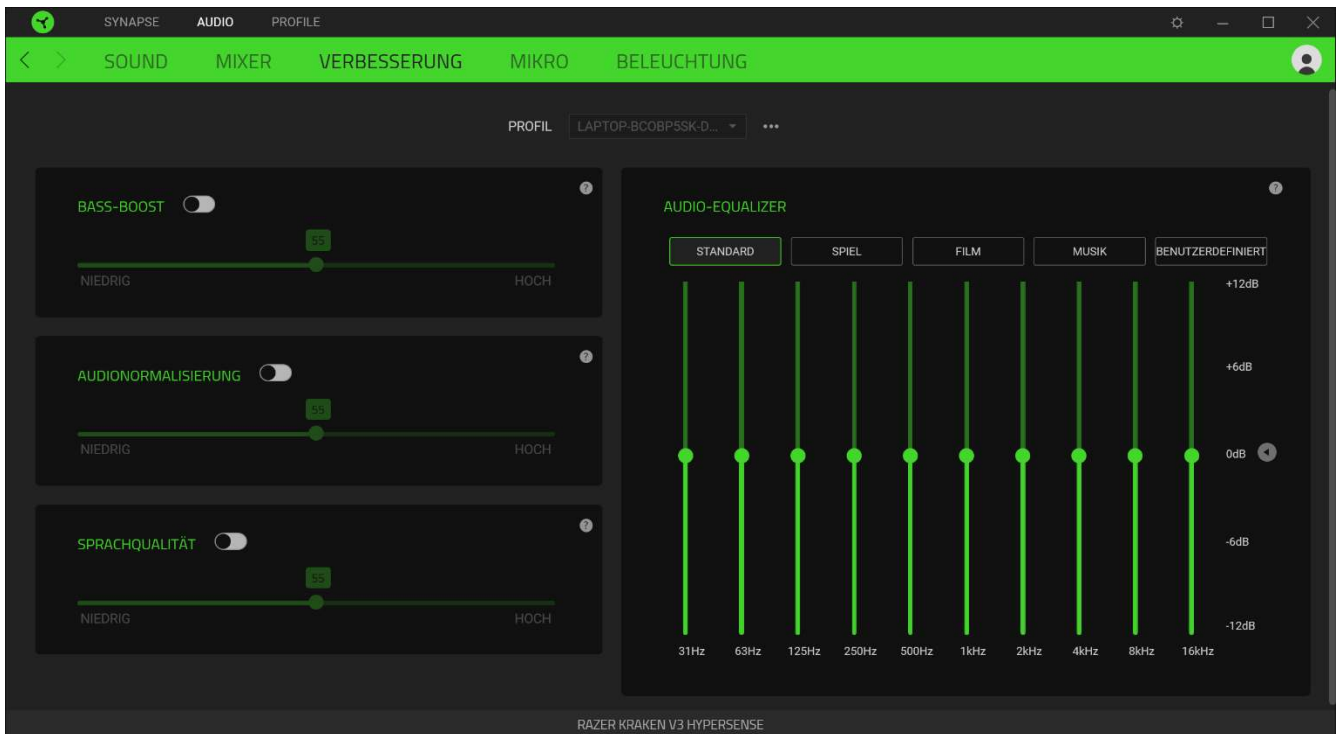 SYNAPSE AUDIO PROFILE
SOUND MIXER VERBESSERUNG MIKRO BELEUCHTUNG
PROFIL LAPTOP-BCOBP5SK-D...
BASS-BOOST
55
NIEDRIG HOCH
AUDIONORMALISIERUNG
55
NIEDRIG HOCH
SPRACHQUALITÄT
55
NIEDRIG HOCH
AUDIO-EQUALIZER
STANDARD SPIEL FILM MUSIK BENUTZERDEFINIERT
+12dB
+6dB
0dB
-6dB
-12dB
31Hz 63Hz 125Hz 250Hz 500Hz 1kHz 2kHz 4kHz 8kHz 16kHz
RAZER KRAKEN V3 HYPERSENSE